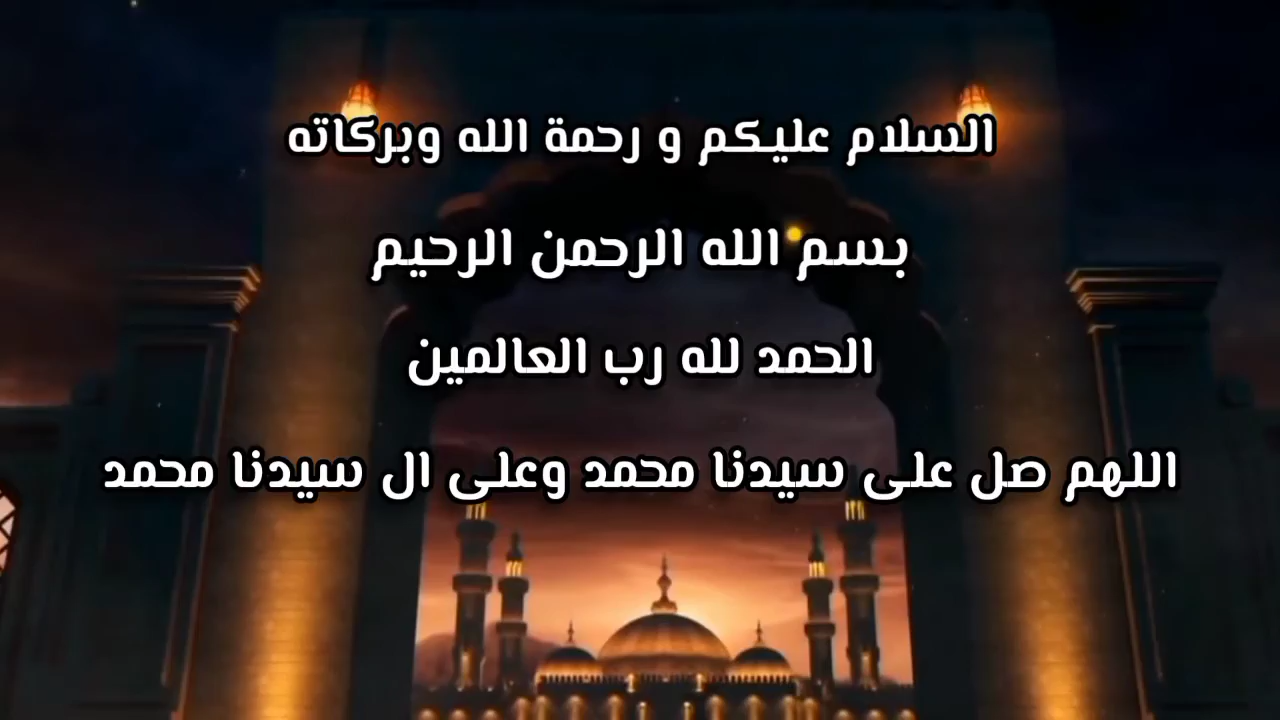 السلام عليكم و رحمة الله وبركاته
بسم الله الرحمن الرحيم
الحمد لله رب العالمين
اللهم صل على سيدنا محمد وعلى ال سيدنا محمد